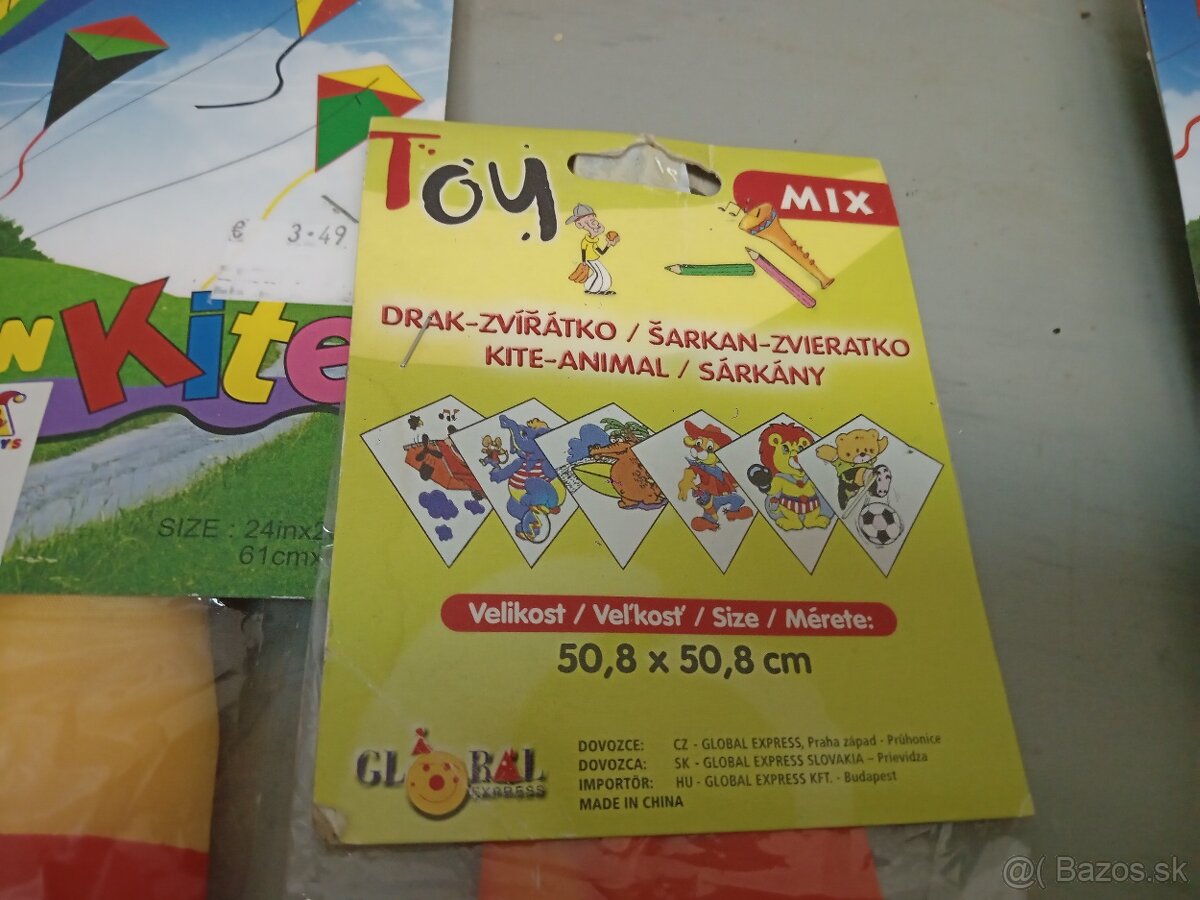 € 3.49
Kite
SIZE : 24inx2
61cmx
Toy
MIX
DRAK-ZVÍŘÁTKO / ŠARKAN-ZVIERATKO
KITE-ANIMAL / SÁRKÁNY
Velikost / Veľkosť / Size / Mérete:
50,8 x 50,8 cm
GLOBAL
EXPRESS
DOVOZCE: CZ - GLOBAL EXPRESS, Praha západ - Průhonice
DOVOZCA: SK - GLOBAL EXPRESS SLOVAKIA – Prievidza
IMPORTÖR: HU - GLOBAL EXPRESS KFT. - Budapest
MADE IN CHINA
@( Bazos.sk